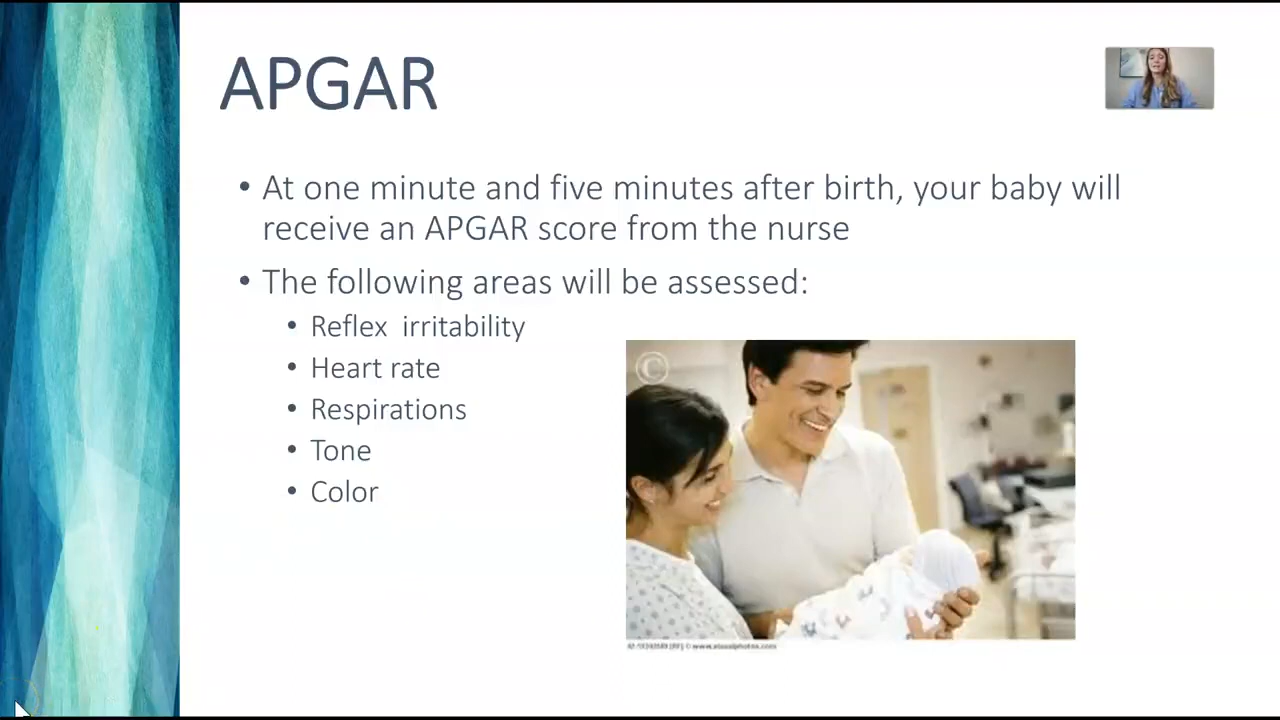 APGAR
• At one minute and five minutes after birth, your baby will
receive an APGAR score from the nurse
• The following areas will be assessed:
• Reflex irritability
• Heart rate
• Respirations
• Tone
• Color
©